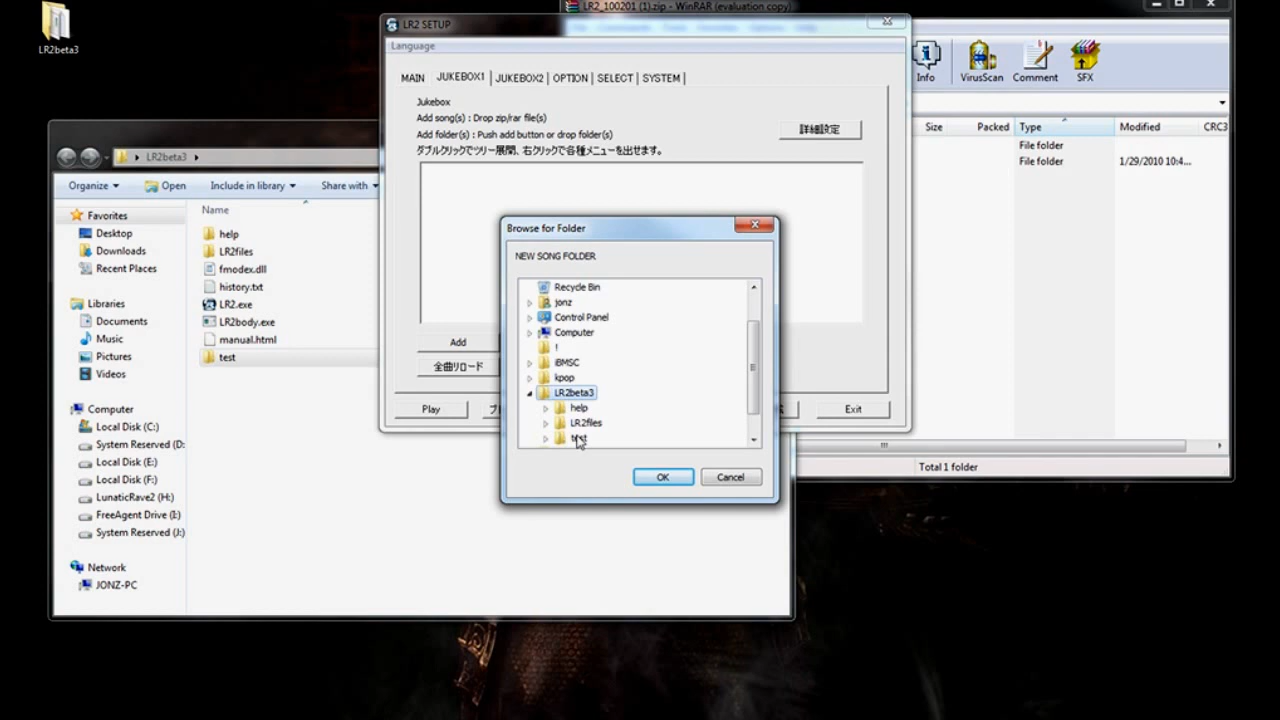 LR2beta3
LR2_100201 (1).zip - WinRAR (evaluation copy)
Info
VirusScan
Comment
SFX
Size
Packed
Type
Modified
CRC3
File folder
File folder
1/29/2010 10:4...
Total 1 folder
LR2 SETUP
Language
MAIN
JUKEBOX1
JUKEBOX2
OPTION
SELECT
SYSTEM
Jukebox
Add song(s) : Drop zip/rar file(s)
Add folder(s) : Push add button or drop folder(s)
ダブルクリックでツリー展開、右クリックで各種メニューを出せます。
詳細設定
Add
全曲リロード
Play
Exit
LR2beta3
Organize
Open
Include in library
Share with
Favorites
Desktop
Downloads
Recent Places
Libraries
Documents
Music
Pictures
Videos
Computer
Local Disk (C:)
System Reserved (D:
Local Disk (E:)
Local Disk (F:)
LunaticRave2 (H:)
FreeAgent Drive (I:)
System Reserved (J:)
Network
JONZ-PC
Name
help
LR2files
fmodex.dll
history.txt
LR2.exe
LR2body.exe
manual.html
test
Browse for Folder
NEW SONG FOLDER
Recycle Bin
jonz
Control Panel
Computer
!
iBMSC
kpop
LR2beta3
help
LR2files
test
OK
Cancel